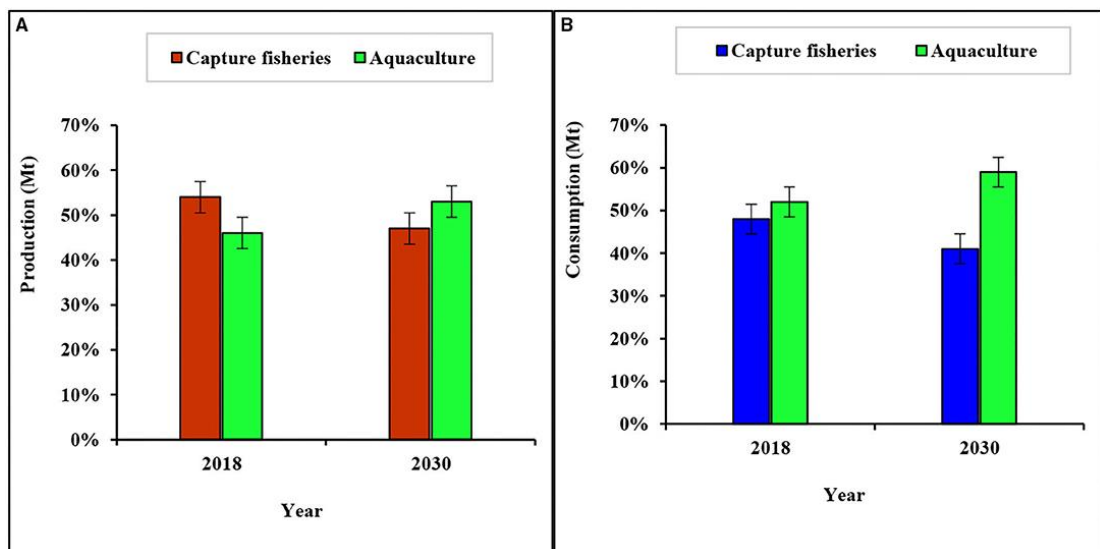 A
Capture fisheries Aquaculture
Production (Mt)
70%
60%
50%
40%
30%
20%
10%
0%
2018 2030
Year
B
Capture fisheries Aquaculture
Consumption (Mt)
70%
60%
50%
40%
30%
20%
10%
0%
2018 2030
Year